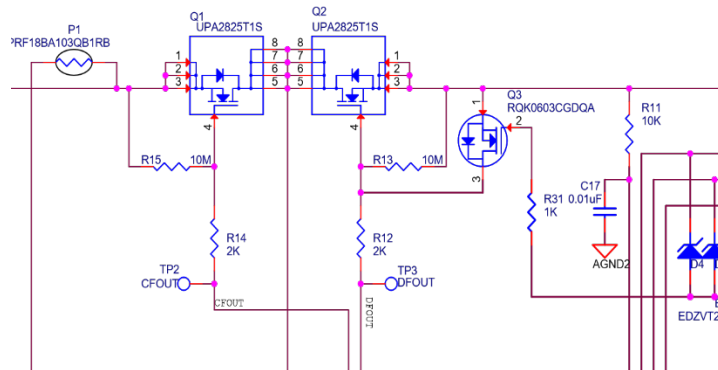 Q1
UPA2825T1S
Q2
UPA2825T1S
P1
PRF18BA103QB1RB
1
2
3
4
8
7
6
5
8
7
6
5
1
2
3
4
Q3
RQK0603CGDQA
1
2
3
R11
10K
R15
10M
R13
10M
C17
0.01uF
R31
1K
R14
2K
R12
2K
AGND2
TP2
CFOUT
TP3
DFOUT
CFOUT
DFOUT
D4
EDZVT2